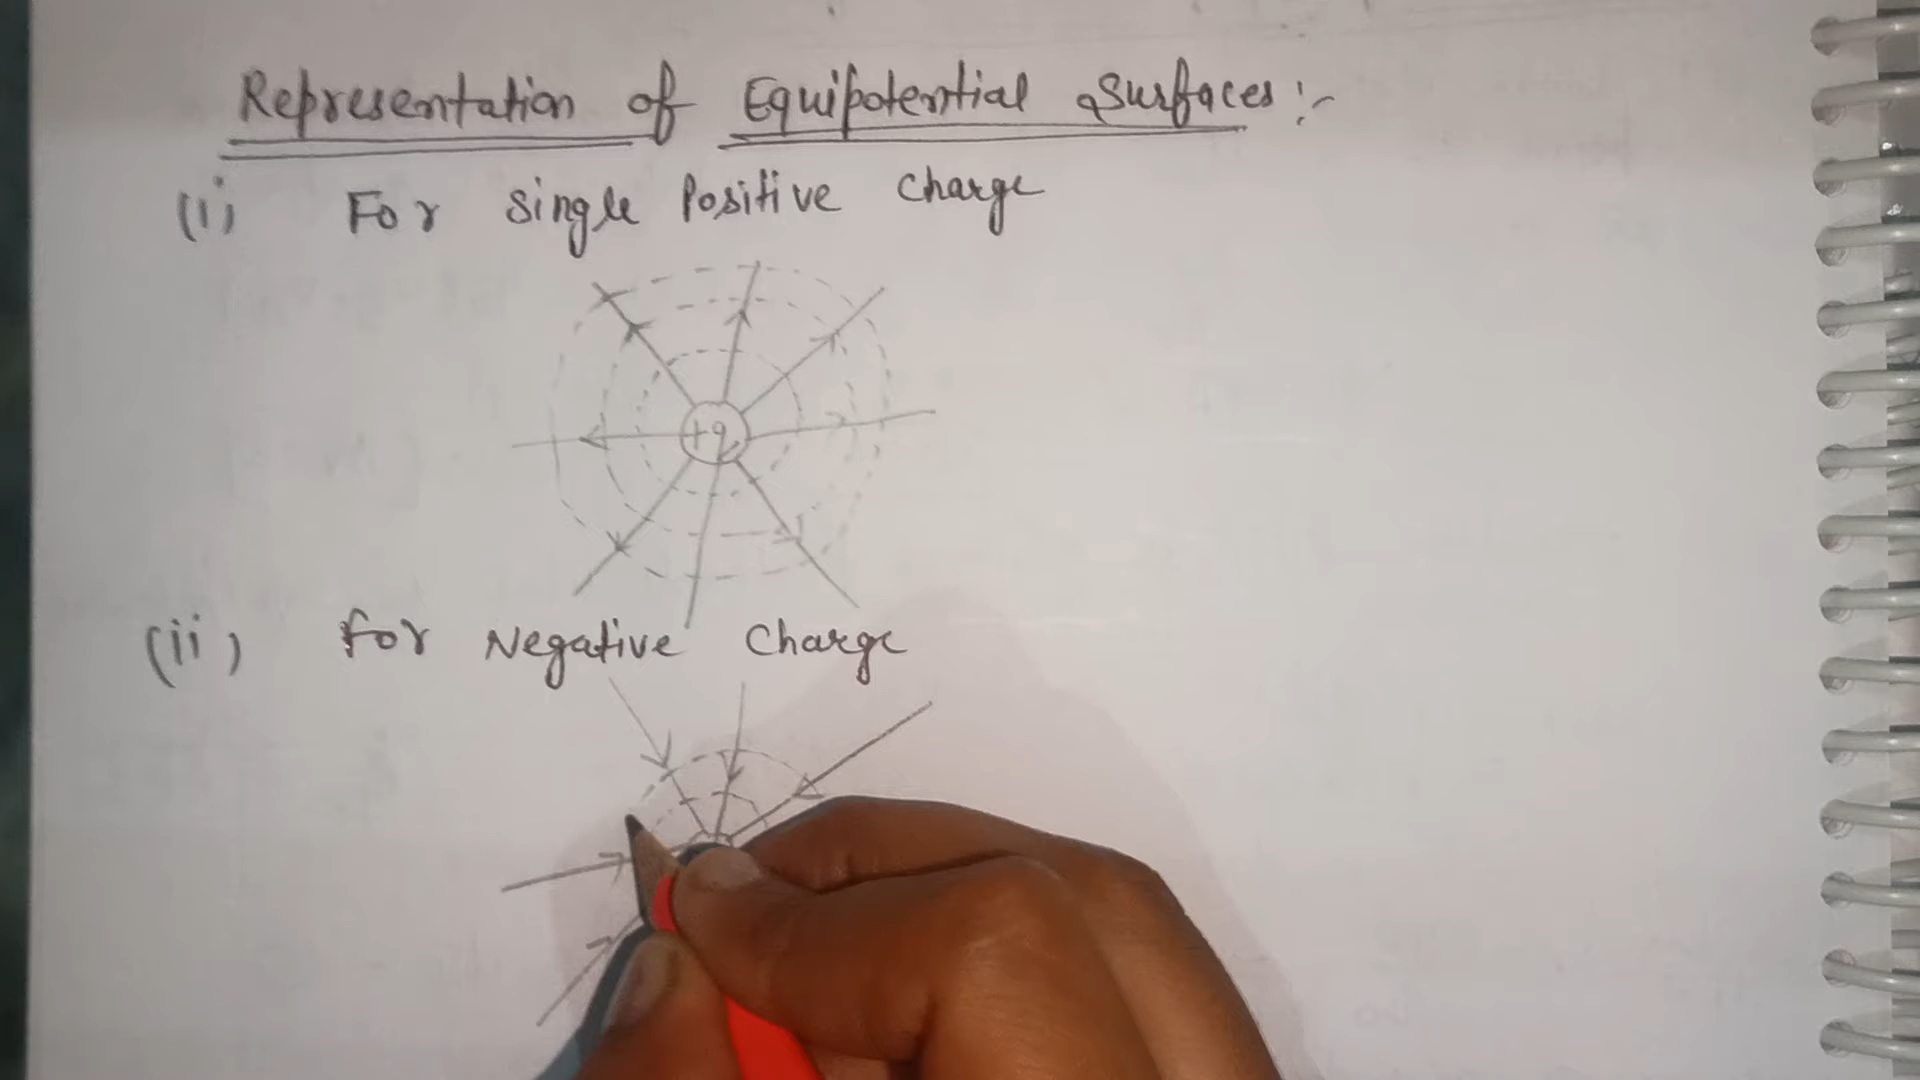 Representation of Equipotential Surfaces :-
(i) For Single Positive Charge
+q
(ii) for Negative Charge